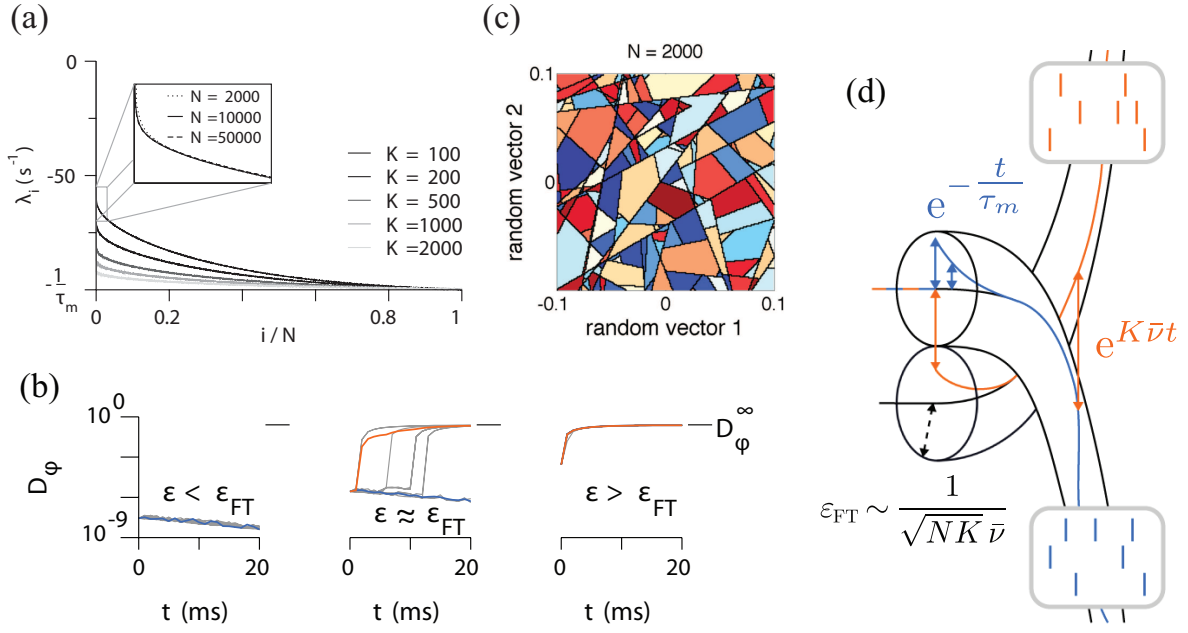 (a)
0
-50
-1/τm
λi (s⁻¹)
N = 2000
N =10000
N =50000
K = 100
K = 200
K = 500
K =1000
K =2000
0
0.2
0.8
1
i / N
(c)
N = 2000
0.1
0
-0.1
random vector 2
-0.1
0
0.1
random vector 1
(d)
e^{-t/τm}
e^{Kν̄t}
εFT ~ 1/(√(NK) ν̄)
(b)
10⁰
10⁻⁹
Dφ
ε < εFT
ε ≈ εFT
ε > εFT
Dφ^∞
0
20
0
20
0
20
t (ms)
t (ms)
t (ms)